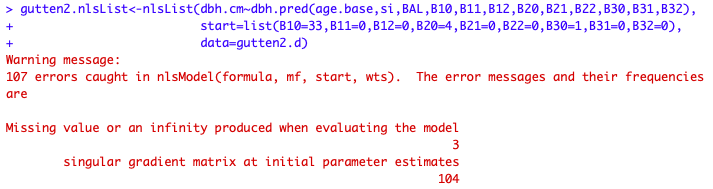 > gutten2.nlsList<-nlsList(dbh.cm~dbh.pred(age.base,si,BAL,B10,B11,B12,B20,B21,B22,B30,B31,B32),
+ start=list(B10=33,B11=0,B12=0,B20=4,B21=0,B22=0,B30=1,B31=0,B32=0),
+ data=gutten2.d)
Warning message:
107 errors caught in nlsModel(formula, mf, start, wts).  The error messages and their frequencies
are
Missing value or an infinity produced when evaluating the model
3
singular gradient matrix at initial parameter estimates
104